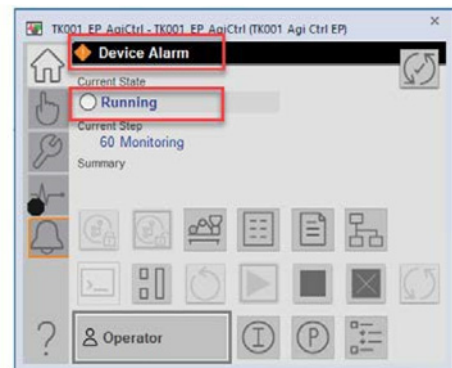 TK001_EP_AgiCtrl - TK001_EP_AgiCtrl (TK001 Agi Ctrl EP)
Device Alarm
Current State
Running
Current Step
60 Monitoring
Summary
Operator
I
P
?